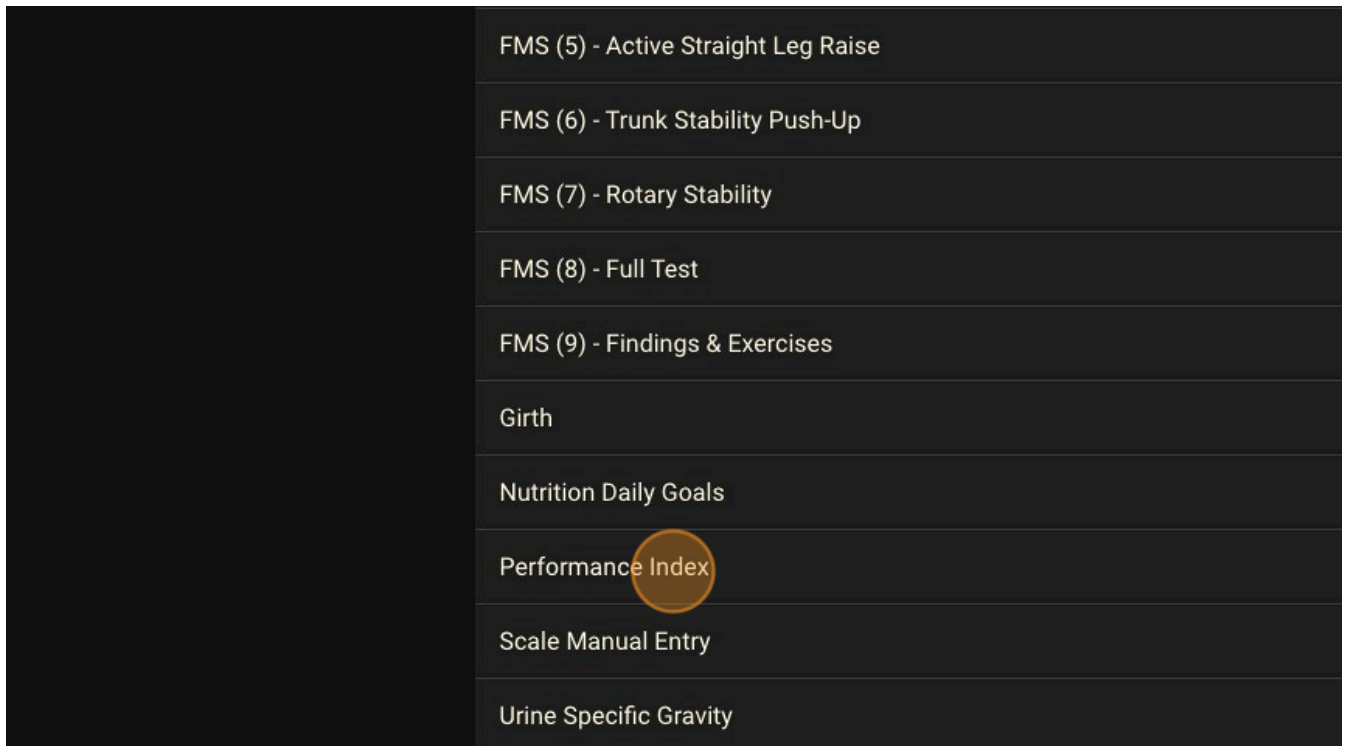 FMS (5) - Active Straight Leg Raise
FMS (6) - Trunk Stability Push-Up
FMS (7) - Rotary Stability
FMS (8) - Full Test
FMS (9) - Findings & Exercises
Girth
Nutrition Daily Goals
Performance Index
Scale Manual Entry
Urine Specific Gravity